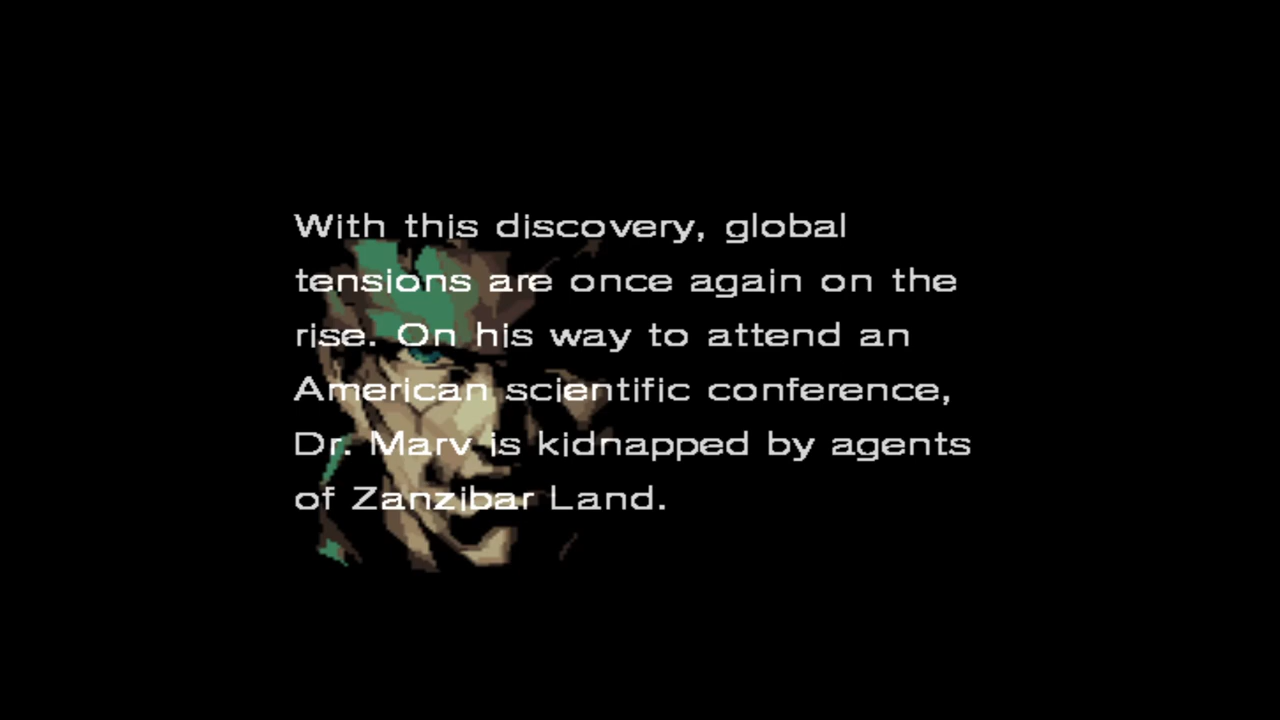 With this discovery, global
tensions are once again on the
rise. On his way to attend an
American scientific conference,
Dr. Marv is kidnapped by agents
of Zanzibar Land.